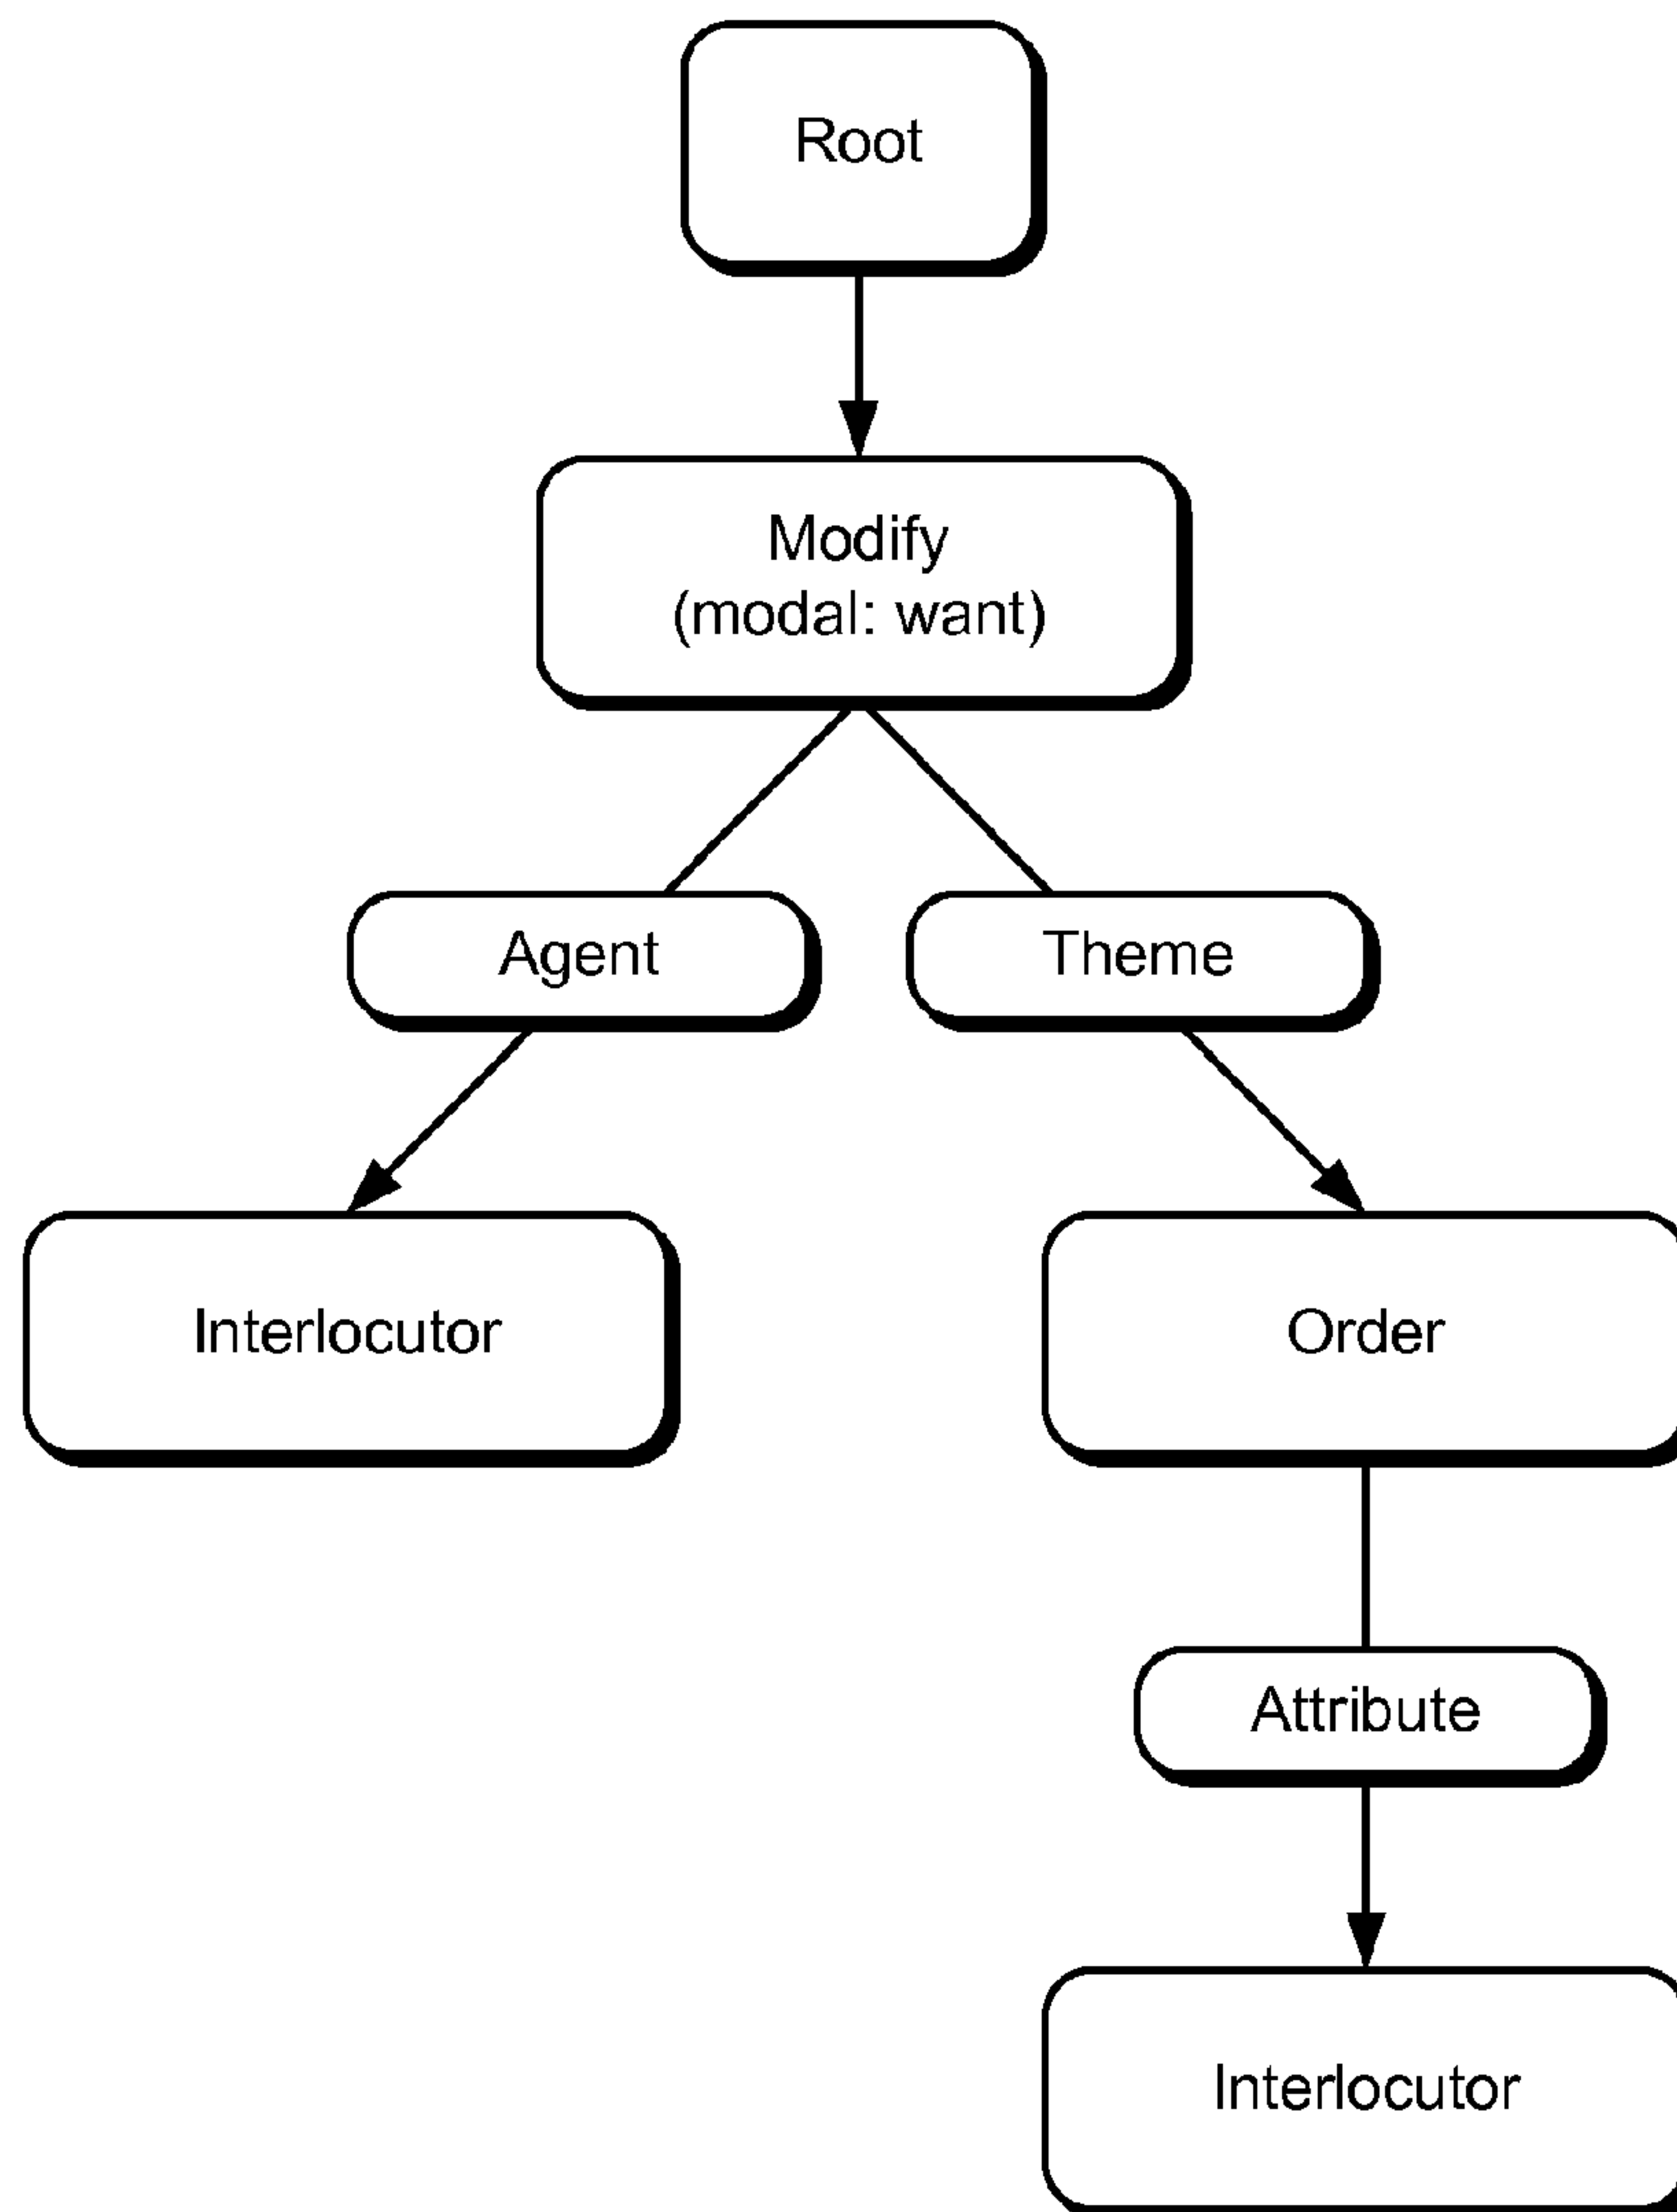 Root
Modify
(modal: want)
Agent
Theme
Interlocutor
Order
Attribute
Interlocutor